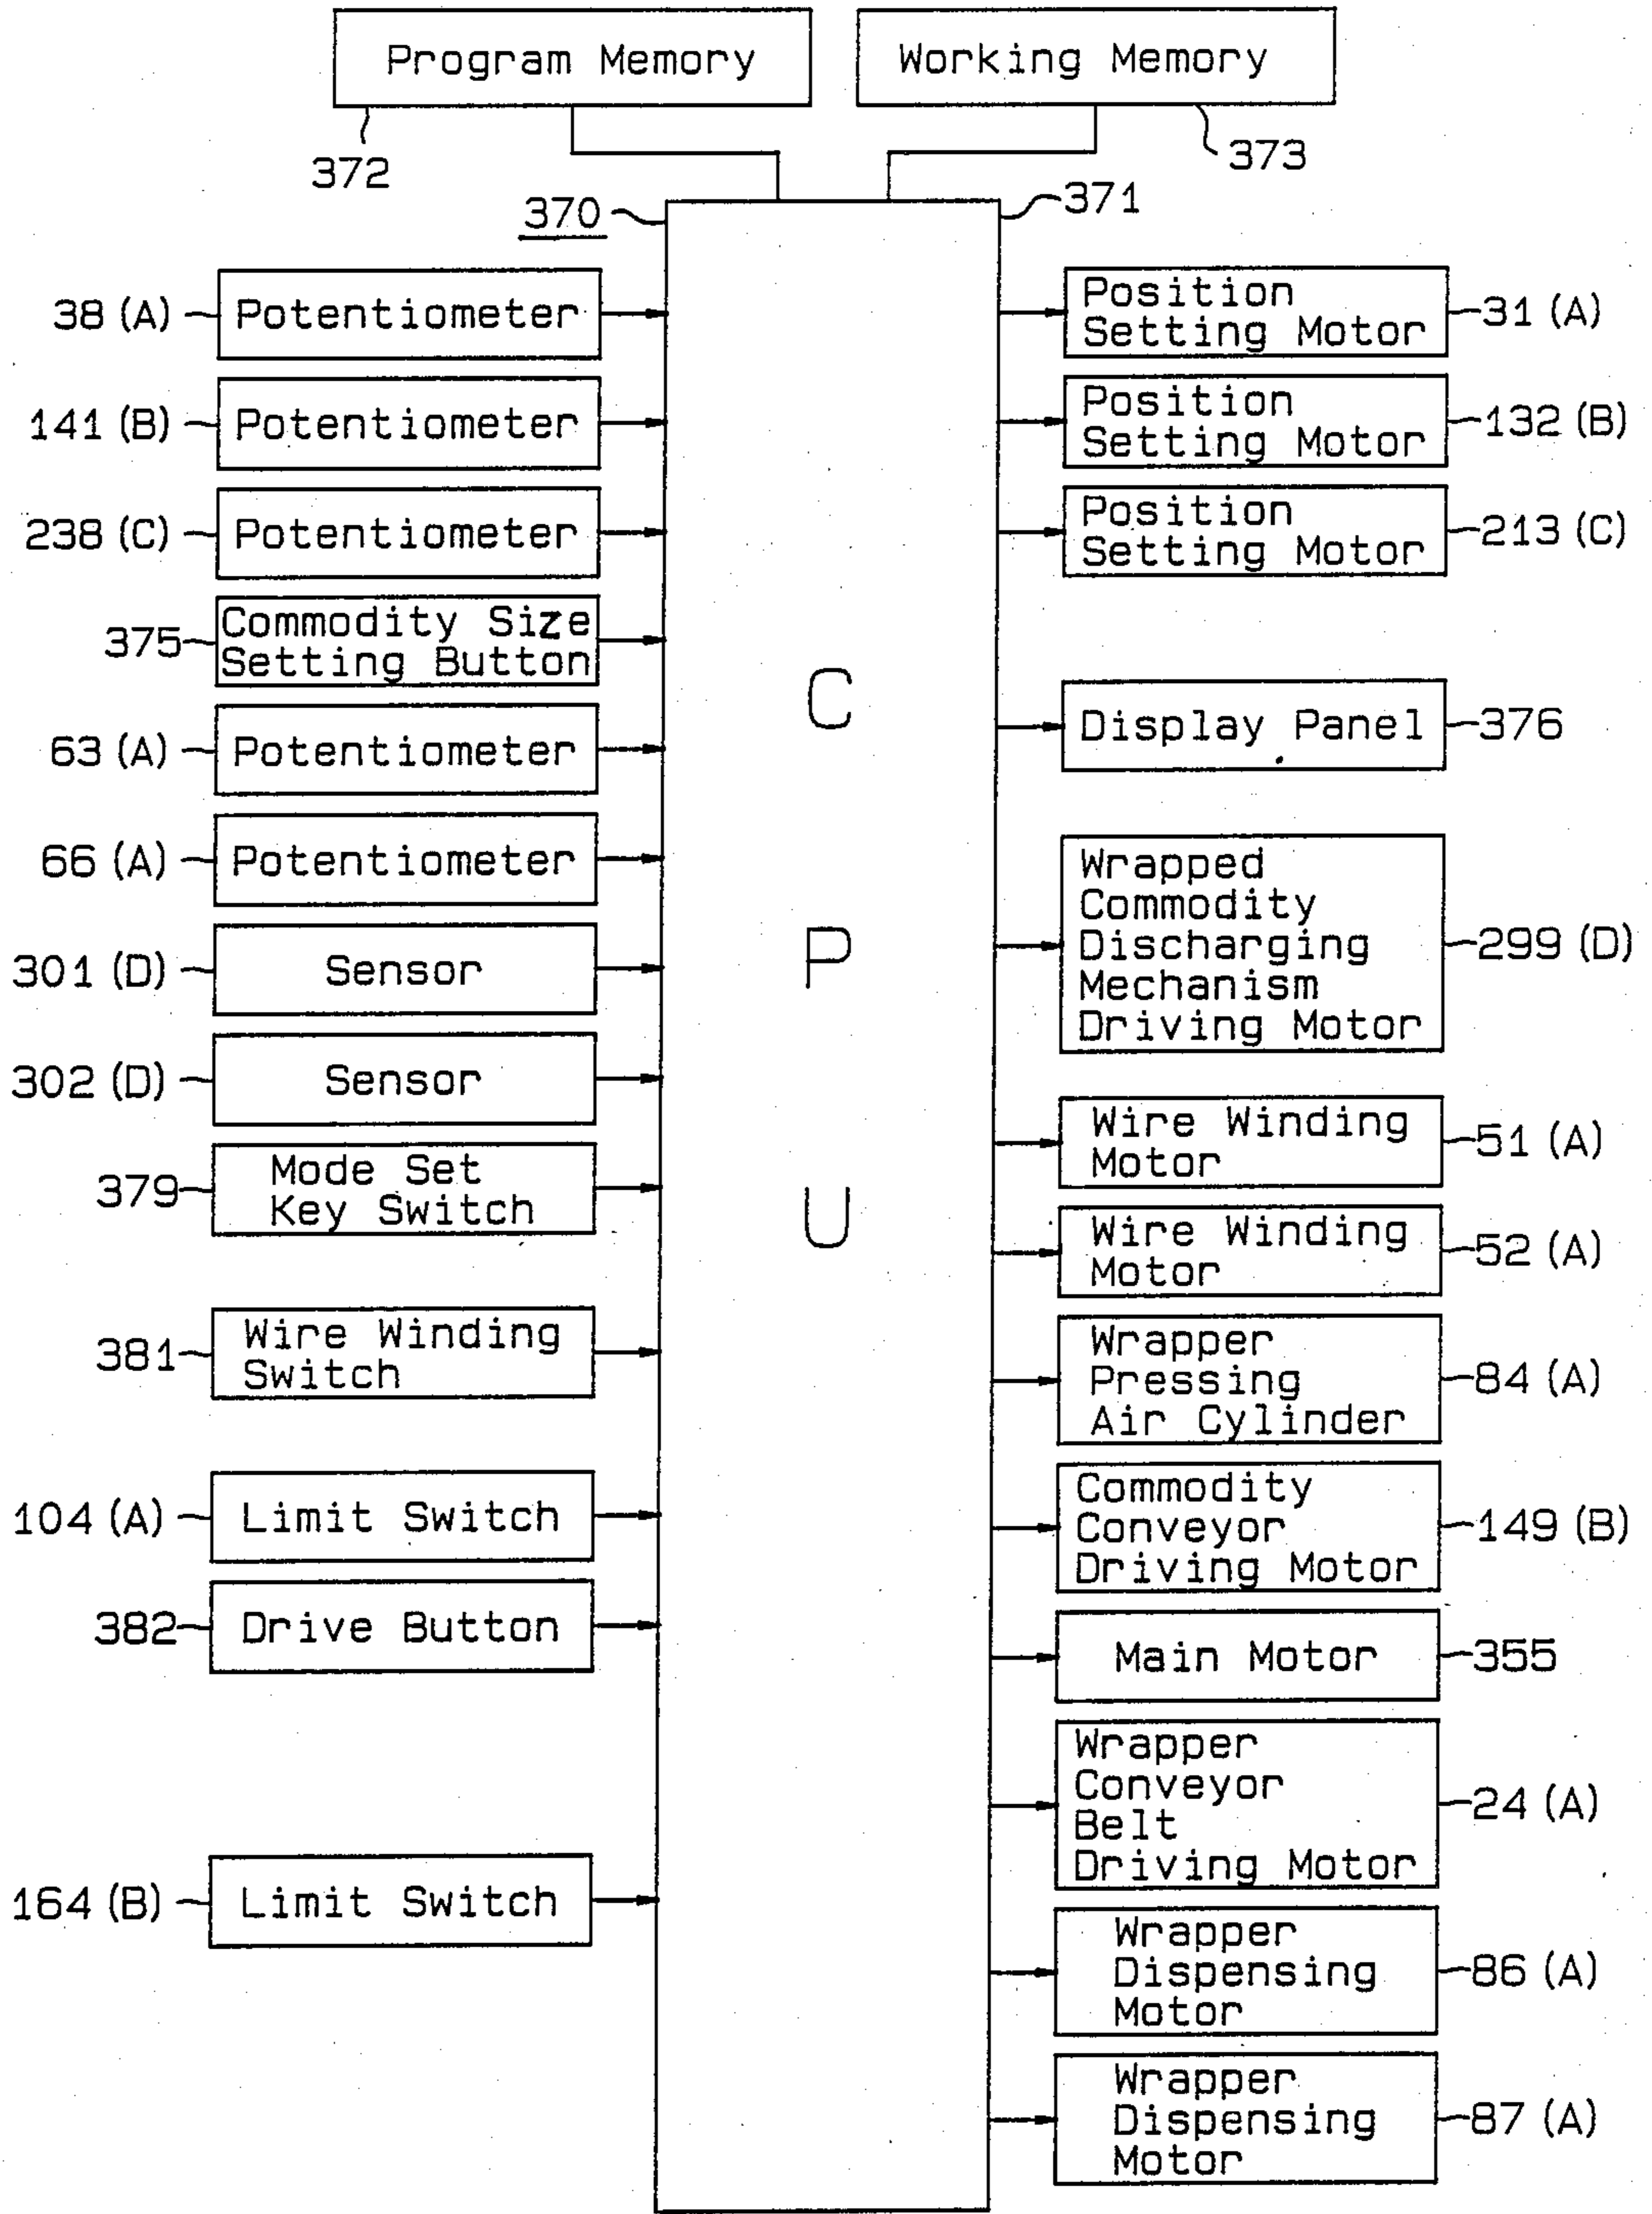 Program Memory
Working Memory
372
373
370
371
38 (A)
Potentiometer
141 (B)
Potentiometer
238 (C)
Potentiometer
375
Commodity Size
Setting Button
63 (A)
Potentiometer
66 (A)
Potentiometer
301 (D)
Sensor
302 (D)
Sensor
379
Mode Set
Key Switch
381
Wire Winding
Switch
104 (A)
Limit Switch
382
Drive Button
164 (B)
Limit Switch
C
P
U
Position
Setting Motor
31 (A)
Position
Setting Motor
132 (B)
Position
Setting Motor
213 (C)
Display Panel
376
Wrapped
Commodity
Discharging
Mechanism
Driving Motor
299 (D)
Wire Winding
Motor
51 (A)
Wire Winding
Motor
52 (A)
Wrapper
Pressing
Air Cylinder
84 (A)
Commodity
Conveyor
Driving Motor
149 (B)
Main Motor
355
Wrapper
Conveyor
Belt
Driving Motor
24 (A)
Wrapper
Dispensing
Motor
86 (A)
Wrapper
Dispensing
Motor
87 (A)